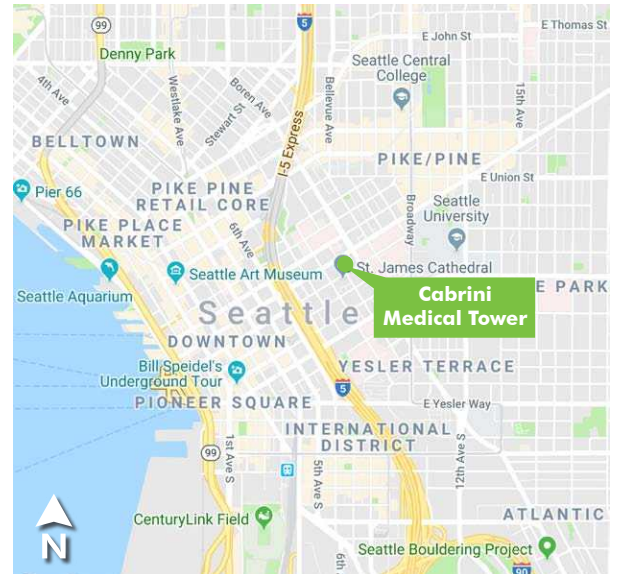 99
5
E Thomas St
E John St
Denny Park
Seattle Central
College
4th Ave
Westlake Ave
Boren Ave
Stewart St
Bellevue Ave
15th Ave
I-5 Express
BELLTOWN
PIKE/PINE
E Union St
Pier 66
PIKE PINE
RETAIL CORE
Broadway
Seattle
University
PIKE PLACE
MARKET
6th Ave
Seattle Art Museum
St. James Cathedral
Seattle Aquarium
E PARK
Cabrini
Medical Tower
Seattle
DOWNTOWN
Bill Speidel's
Underground Tour
YESLER TERRACE
5
PIONEER SQUARE
E Yesler Way
INTERNATIONAL
DISTRICT
99
1st Ave S
5th Ave S
12th Ave S
N
CenturyLink Field
ATLANTIC
Seattle Bouldering Project
6th
90